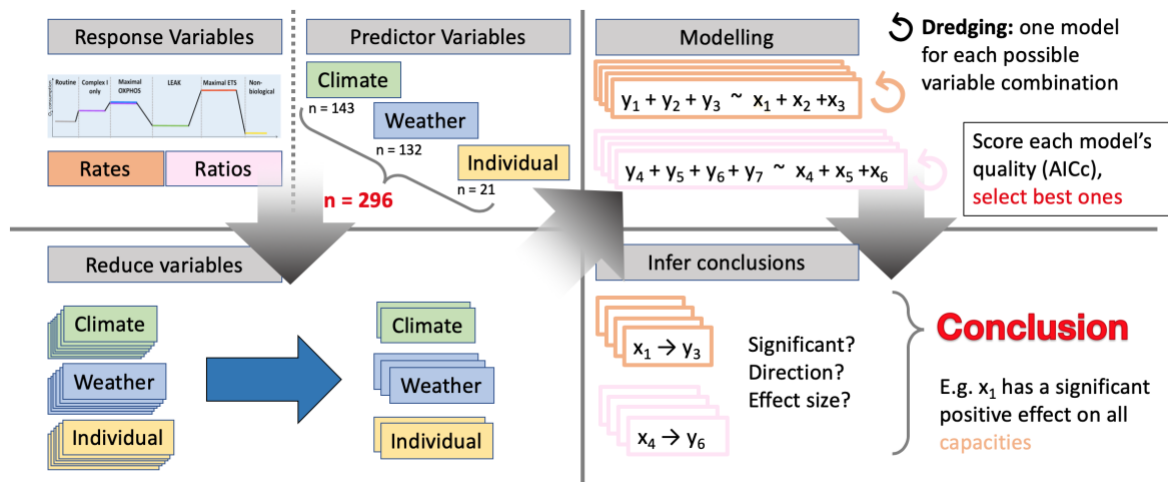 Response Variables
Routine
Complex I
only
Maximal
OXPHOS
LEAK
Maximal ETS
Non-
biological
O₂ consumption
Rates
Ratios
Predictor Variables
Climate
n = 143
Weather
n = 132
Individual
n = 21
n = 296
Modelling
y₁ + y₂ + y₃ ~ x₁ + x₂ +x₃
y₄ + y₅ + y₆ + y₇ ~ x₄ + x₅ +x₆
Dredging: one model
for each possible
variable combination
Score each model’s
quality (AICc),
select best ones
Reduce variables
Climate
Weather
Individual
Climate
Weather
Individual
Infer conclusions
x₁ → y₃
x₄ → y₆
Significant?
Direction?
Effect size?
Conclusion
E.g. x₁ has a significant
positive effect on all
capacities